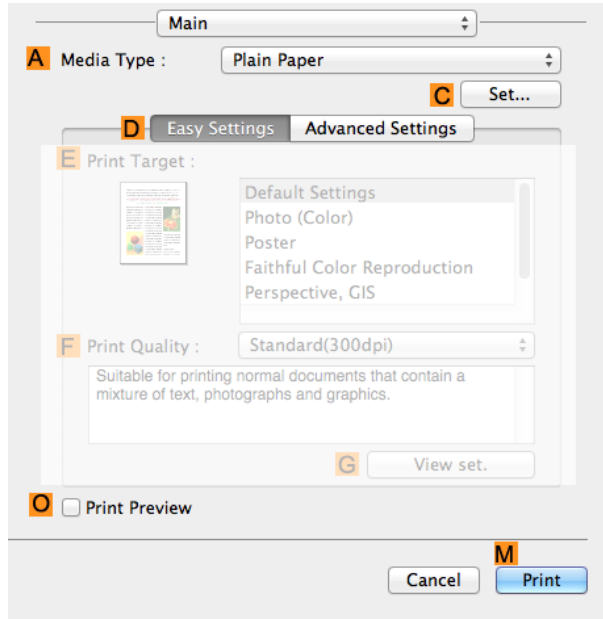 Main
A Media Type : Plain Paper
C Set...
D Easy Settings Advanced Settings
E Print Target :
Default Settings
Photo (Color)
Poster
Faithful Color Reproduction
Perspective, GIS
F Print Quality : Standard(300dpi)
Suitable for printing normal documents that contain a
mixture of text, photographs and graphics.
G View set.
O Print Preview
M
Cancel Print